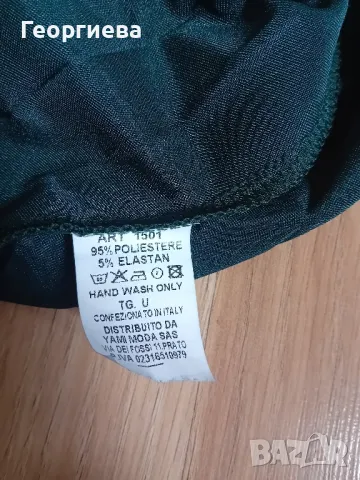 Георгиева
ART 1501
95% POLIESTERE
5% ELASTAN
HAND WASH ONLY
TG. U
CONFEZIONATO IN ITALY
DISTRIBUITO DA
YAMI MODA SAS
VIA DEI FOSSI 11, PRATO
P.IVA 02316510979
BAZAR